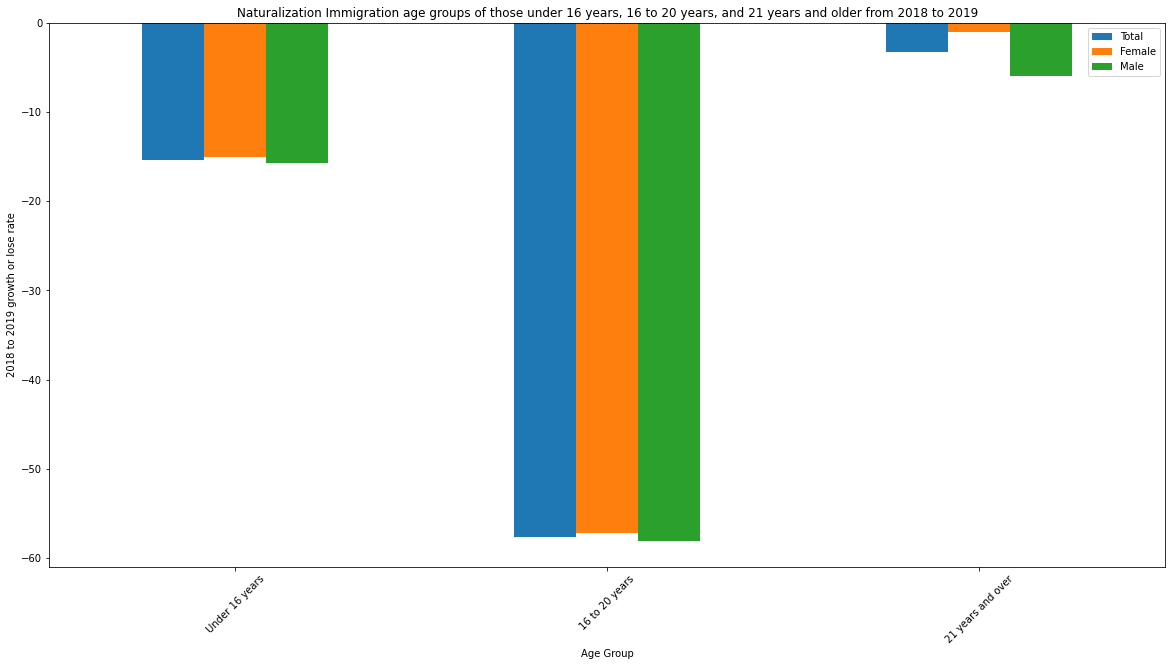 Naturalization Immigration age groups of those under 16 years, 16 to 20 years, and 21 years and older from 2018 to 2019
Total
Female
Male
0
−10
−20
−30
−40
−50
−60
2018 to 2019 growth or lose rate
Under 16 years
16 to 20 years
21 years and over
Age Group